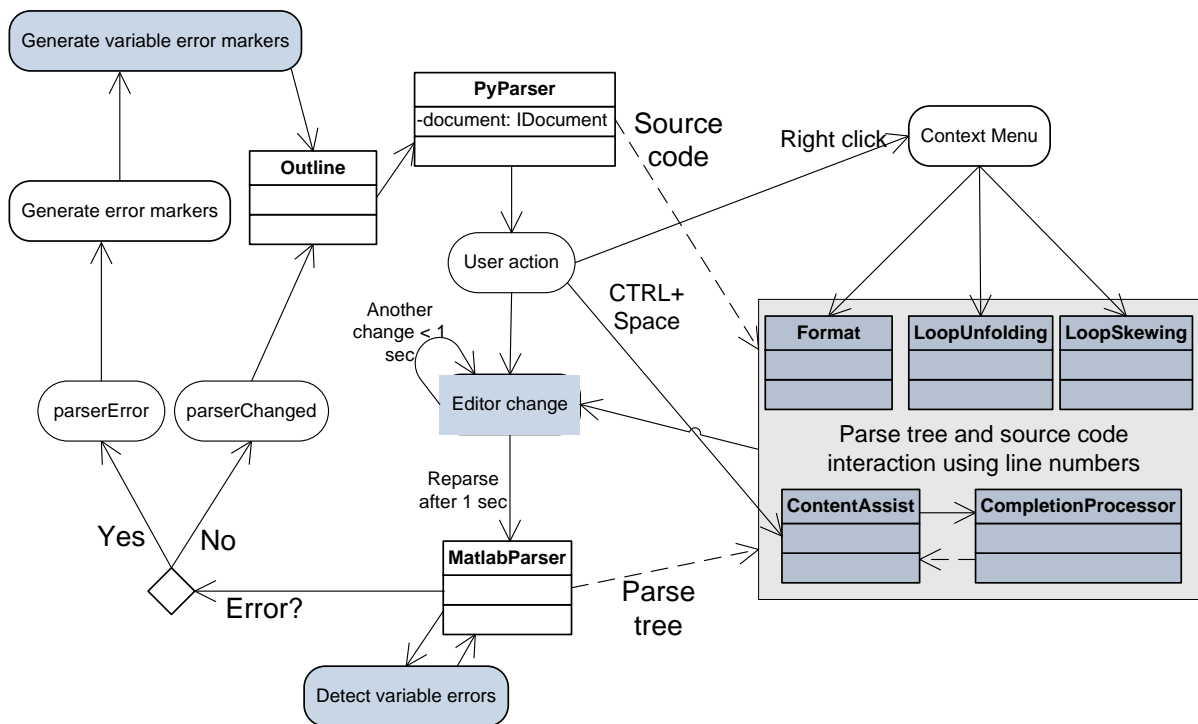 Generate variable error markers
PyParser
-document: IDocument
Source
code
Right click
Context Menu
Outline
Generate error markers
User action
CTRL+
Space
Another
change < 1
sec
Format
LoopUnfolding
LoopSkewing
parserError
parserChanged
Editor change
Parse tree and source code
interaction using line numbers
Reparse
after 1 sec
ContentAssist
CompletionProcessor
Yes
No
MatlabParser
Error?
Parse
tree
Detect variable errors